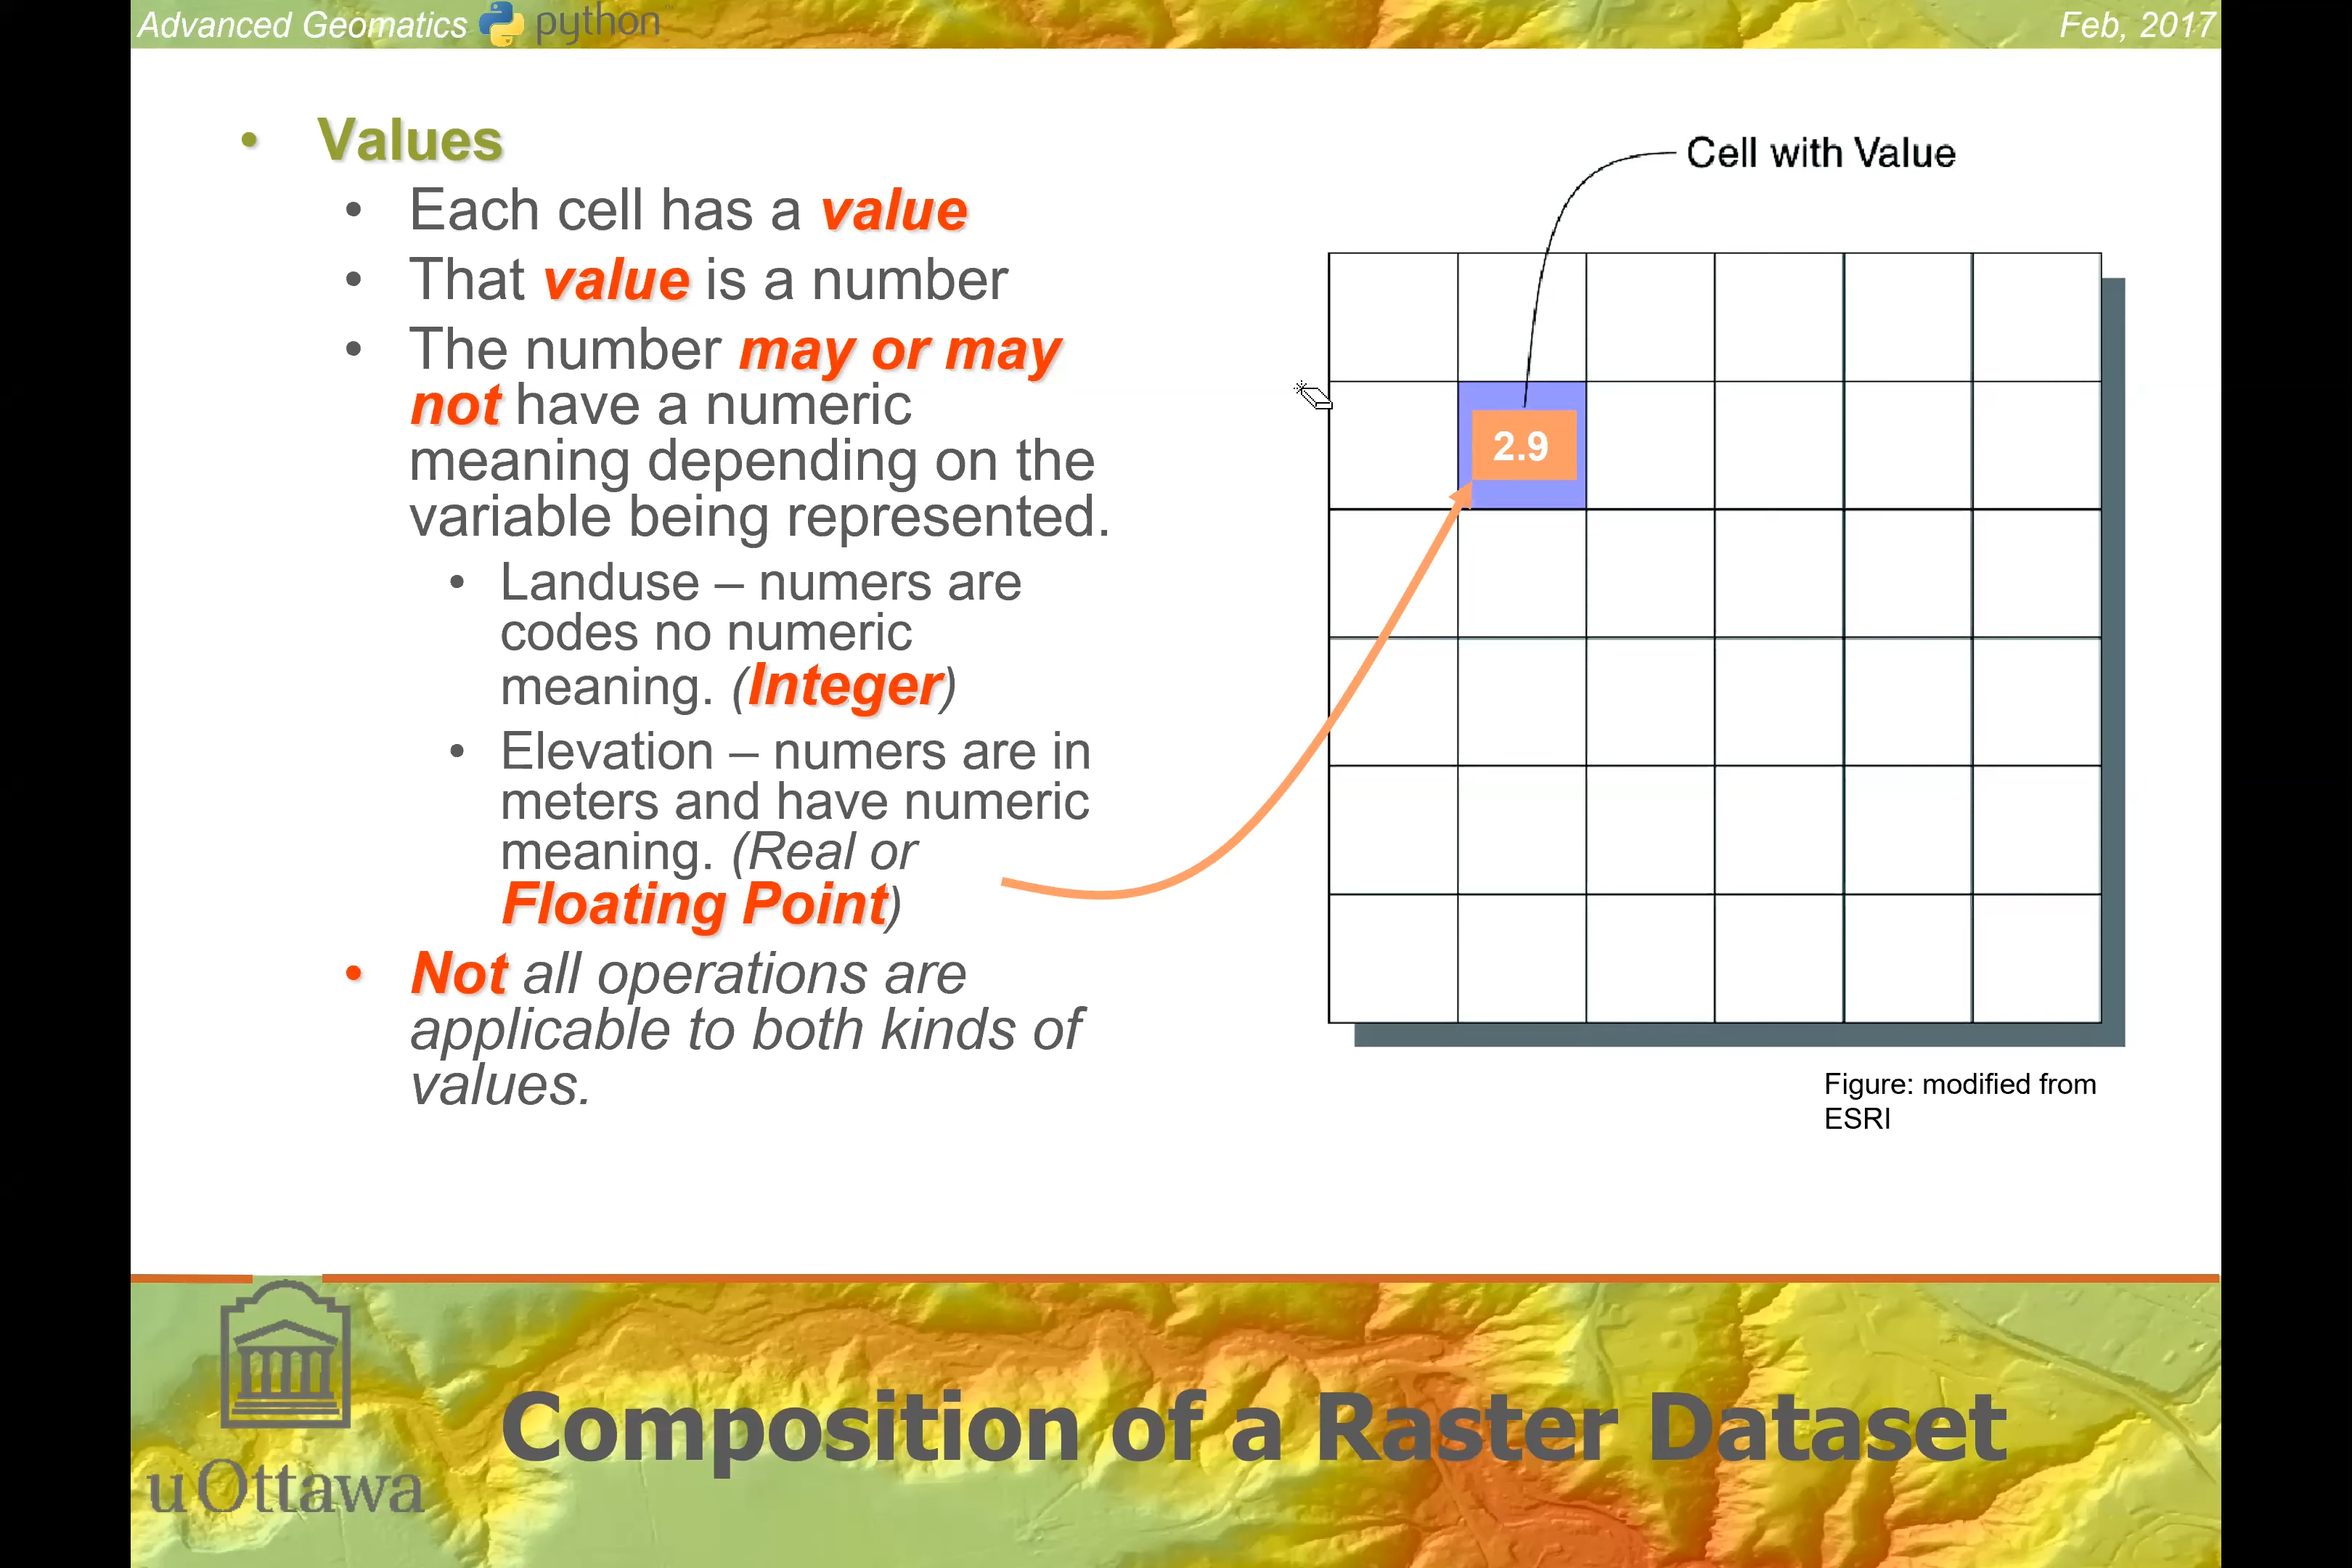 Advanced Geomatics python
Feb, 2017
• Values
• Each cell has a value
• That value is a number
• The number may or may
not have a numeric
meaning depending on the
variable being represented.
• Landuse – numers are
codes no numeric
meaning. (Integer)
• Elevation – numers are in
meters and have numeric
meaning. (Real or
Floating Point)
• Not all operations are
applicable to both kinds of
values.
Cell with Value
2.9
Figure: modified from
ESRI
uOttawa
Composition of a Raster Dataset